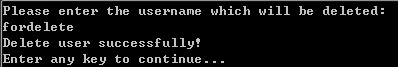 Please enter the username which will be deleted:
fordelete
Delete user successfully!
Enter any key to continue...